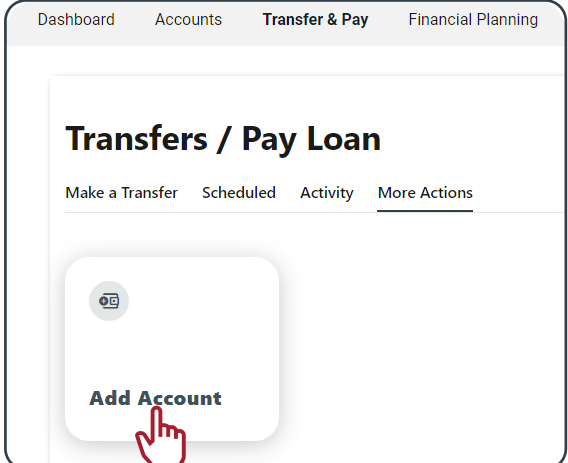 Dashboard Accounts Transfer & Pay Financial Planning
Transfers / Pay Loan
Make a Transfer Scheduled Activity More Actions
Add Account